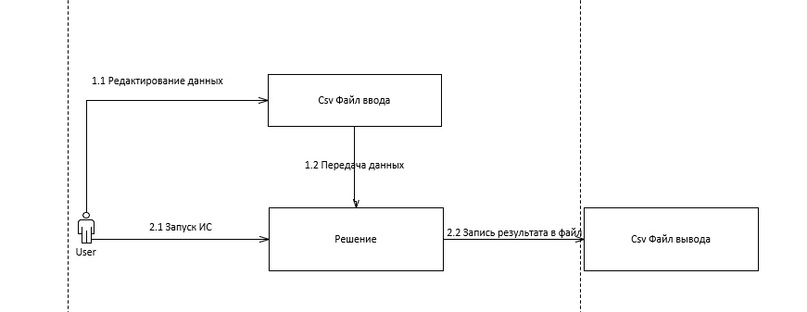 1.1 Редактирование данных
Csv Файл ввода
1.2 Передача данных
2.1 Запуск ИС
Решение
2.2 Запись результата в файл
Csv Файл вывода
User